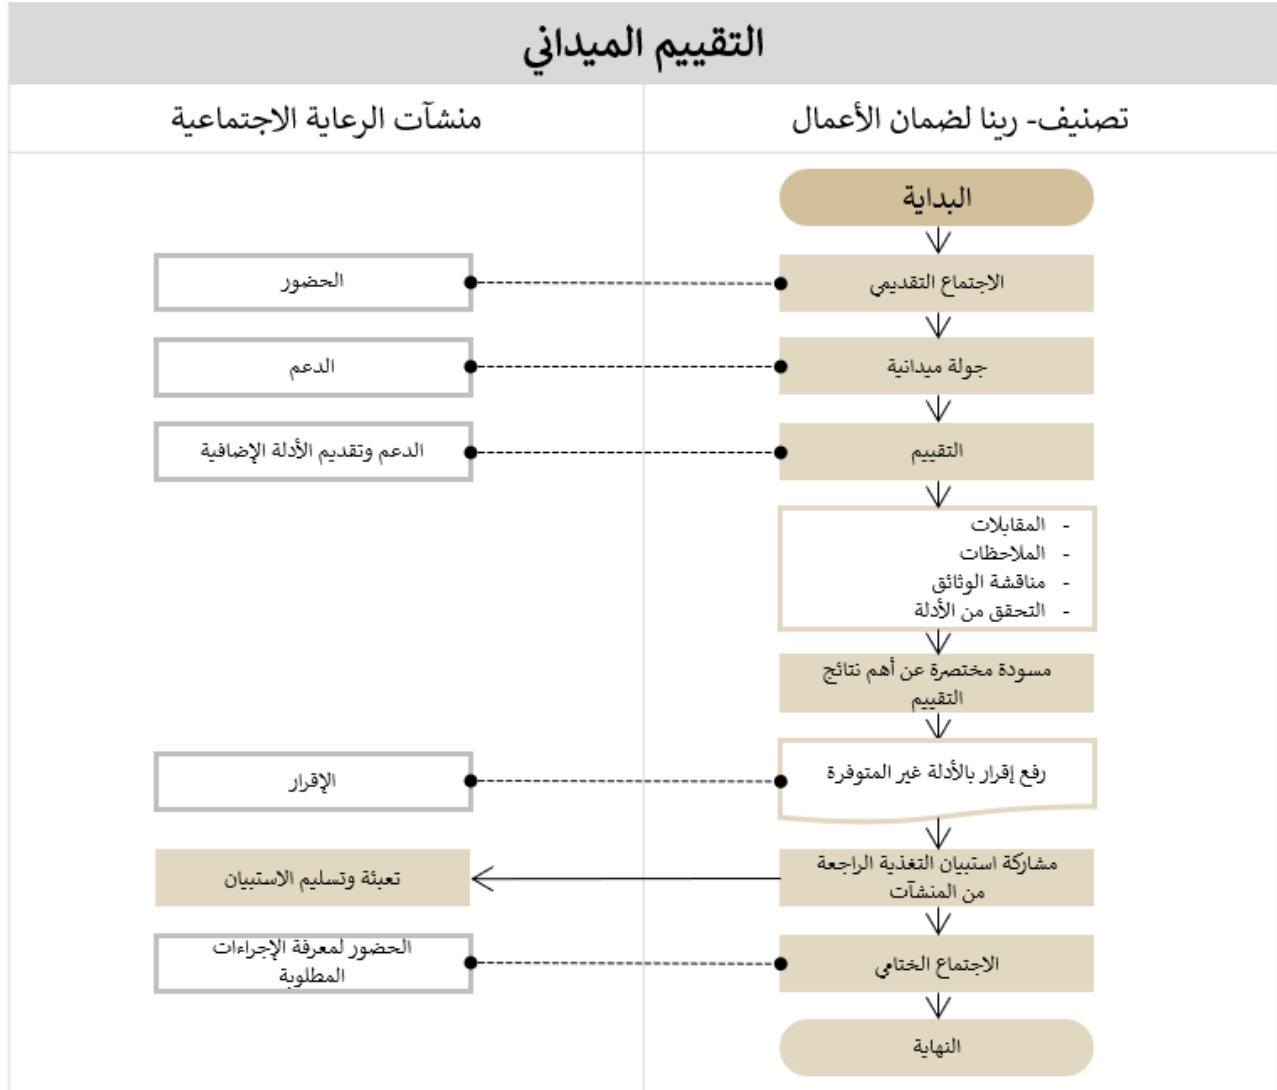 التقييم الميداني
تصنيف- رينا لضمان الأعمال
منشآت الرعاية الاجتماعية
البداية
الاجتماع التقديمي
الحضور
جولة ميدانية
الدعم
التقييم
الدعم وتقديم الأدلة الإضافية
- المقابلات
- الملاحظات
- مناقشة الوثائق
- التحقق من الأدلة
مسودة مختصرة عن أهم نتائج
التقييم
رفع إقرار بالأدلة غير المتوفرة
الإقرار
مشاركة استبيان التغذية الراجعة
من المنشآت
تعبئة وتسليم الاستبيان
الاجتماع الختامي
الحضور لمعرفة الإجراءات
المطلوبة
النهاية